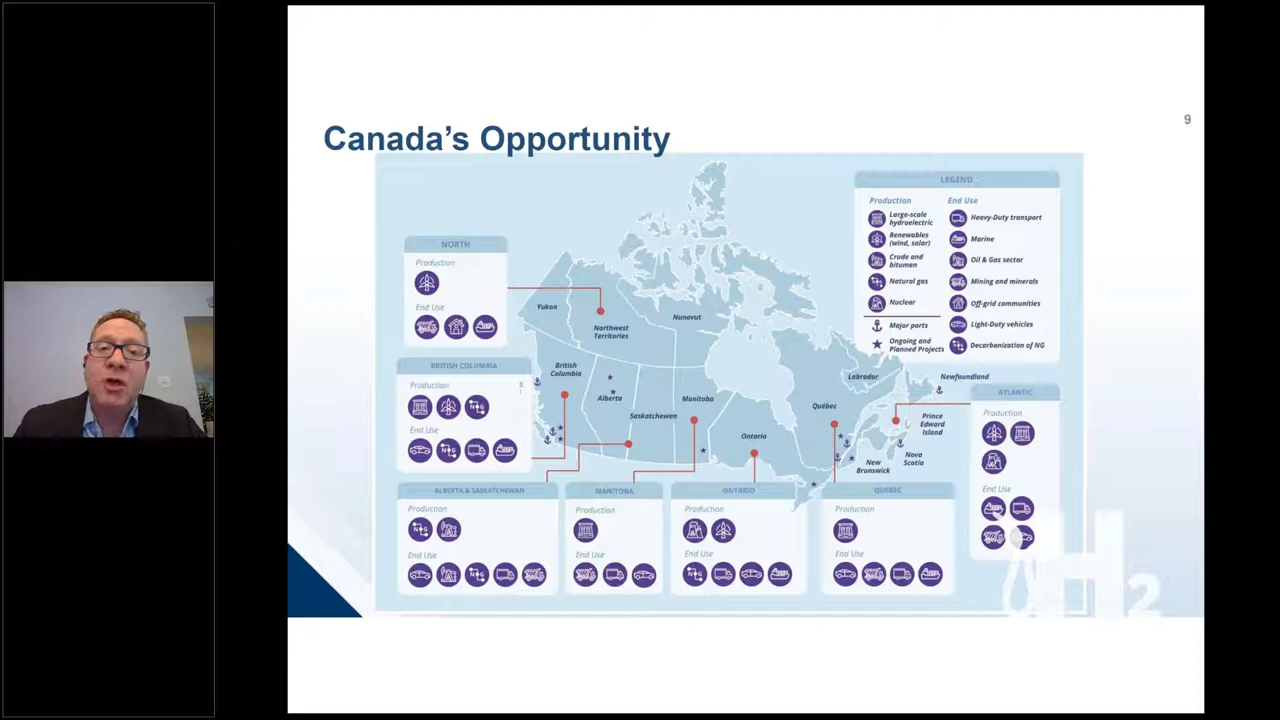 9
Canada's Opportunity
LEGEND
Production
End Use
Large-scale
hydroelectric
Heavy-Duty transport
Renewables
(wind, solar)
Marine
Crude and
bitumen
Oil & Gas sector
Natural gas
Mining and minerals
Nuclear
Off-grid communities
Major ports
Light-Duty vehicles
Ongoing and
Planned Projects
Decarbonization of NG
NORTH
Production
End Use
Yukon
Northwest
Territories
Nunavut
British
Columbia
Alberta
Saskatchewan
Manitoba
Ontario
Québec
Labrador
Newfoundland
Prince
Edward
Island
Nova
Scotia
New
Brunswick
BRITISH COLUMBIA
Production
N G
End Use
N G
ATLANTIC
Production
End Use
ALBERTA & SASKATCHEWAN
Production
N G
End Use
N G
MANITOBA
Production
End Use
ONTARIO
Production
End Use
N G
QUEBEC
Production
End Use
H2